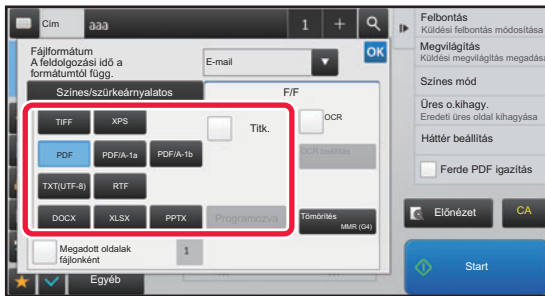 Cím
aaa
1
+
Fájlformátum
A feldolgozási idő a
formátumtól függ.
E-mail
OK
Színes/szürkeárnyalatos
F/F
TIFF
XPS
Titk.
OCR
PDF
PDF/A-1a
PDF/A-1b
OCR beállítás
TXT(UTF-8)
RTF
DOCX
XLSX
PPTX
Programozva
Tömörítés
MMR (G4)
Megadott oldalak
fájlonként
1
Egyéb
Felbontás
Küldési felbontás módosítása
Megvilágítás
Küldési megvilágítás megadása
Színes mód
Üres o.kihagy.
Eredeti üres oldal kihagyása
Háttér beállítás
Ferde PDF igazítás
Előnézet
CA
Start